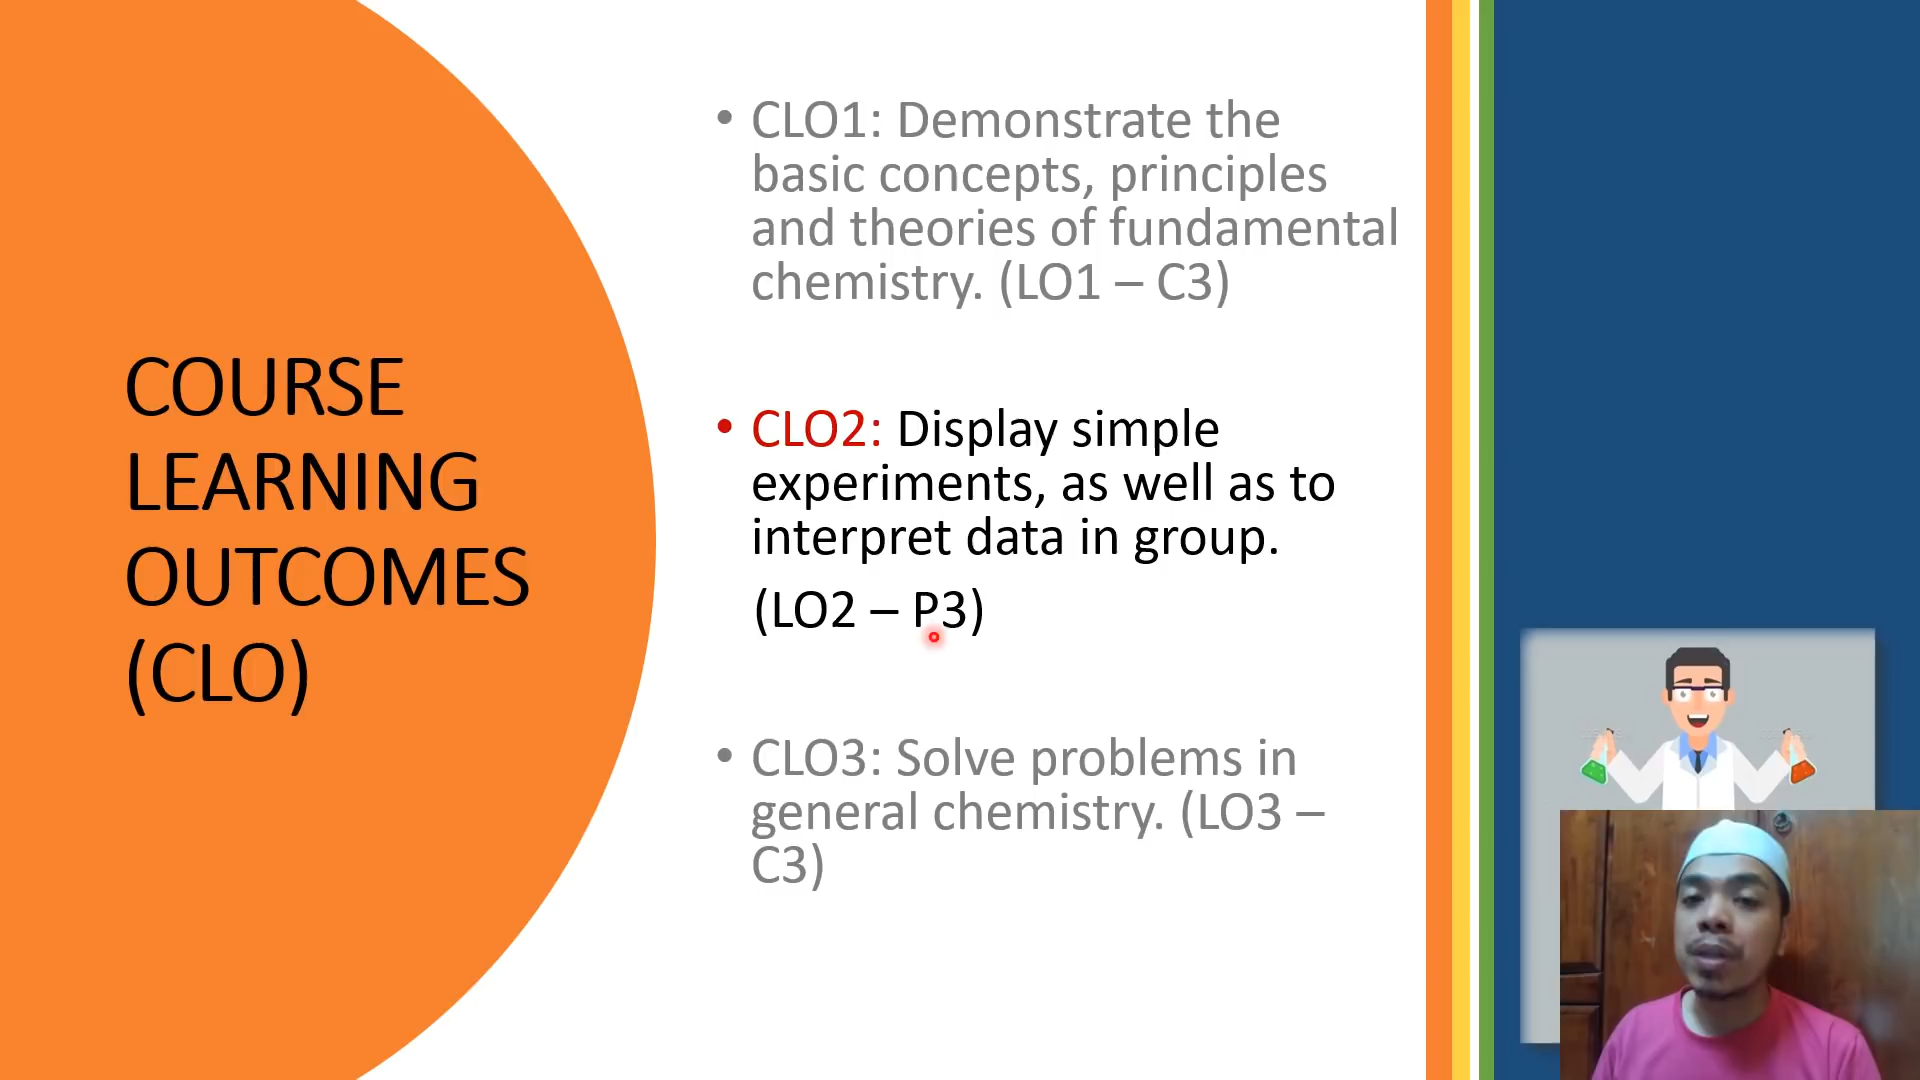 COURSE
LEARNING
OUTCOMES
(CLO)
• CLO1: Demonstrate the
basic concepts, principles
and theories of fundamental
chemistry. (LO1 – C3)
• CLO2: Display simple
experiments, as well as to
interpret data in group.
(LO2 – P3)
• CLO3: Solve problems in
general chemistry. (LO3 –
C3)